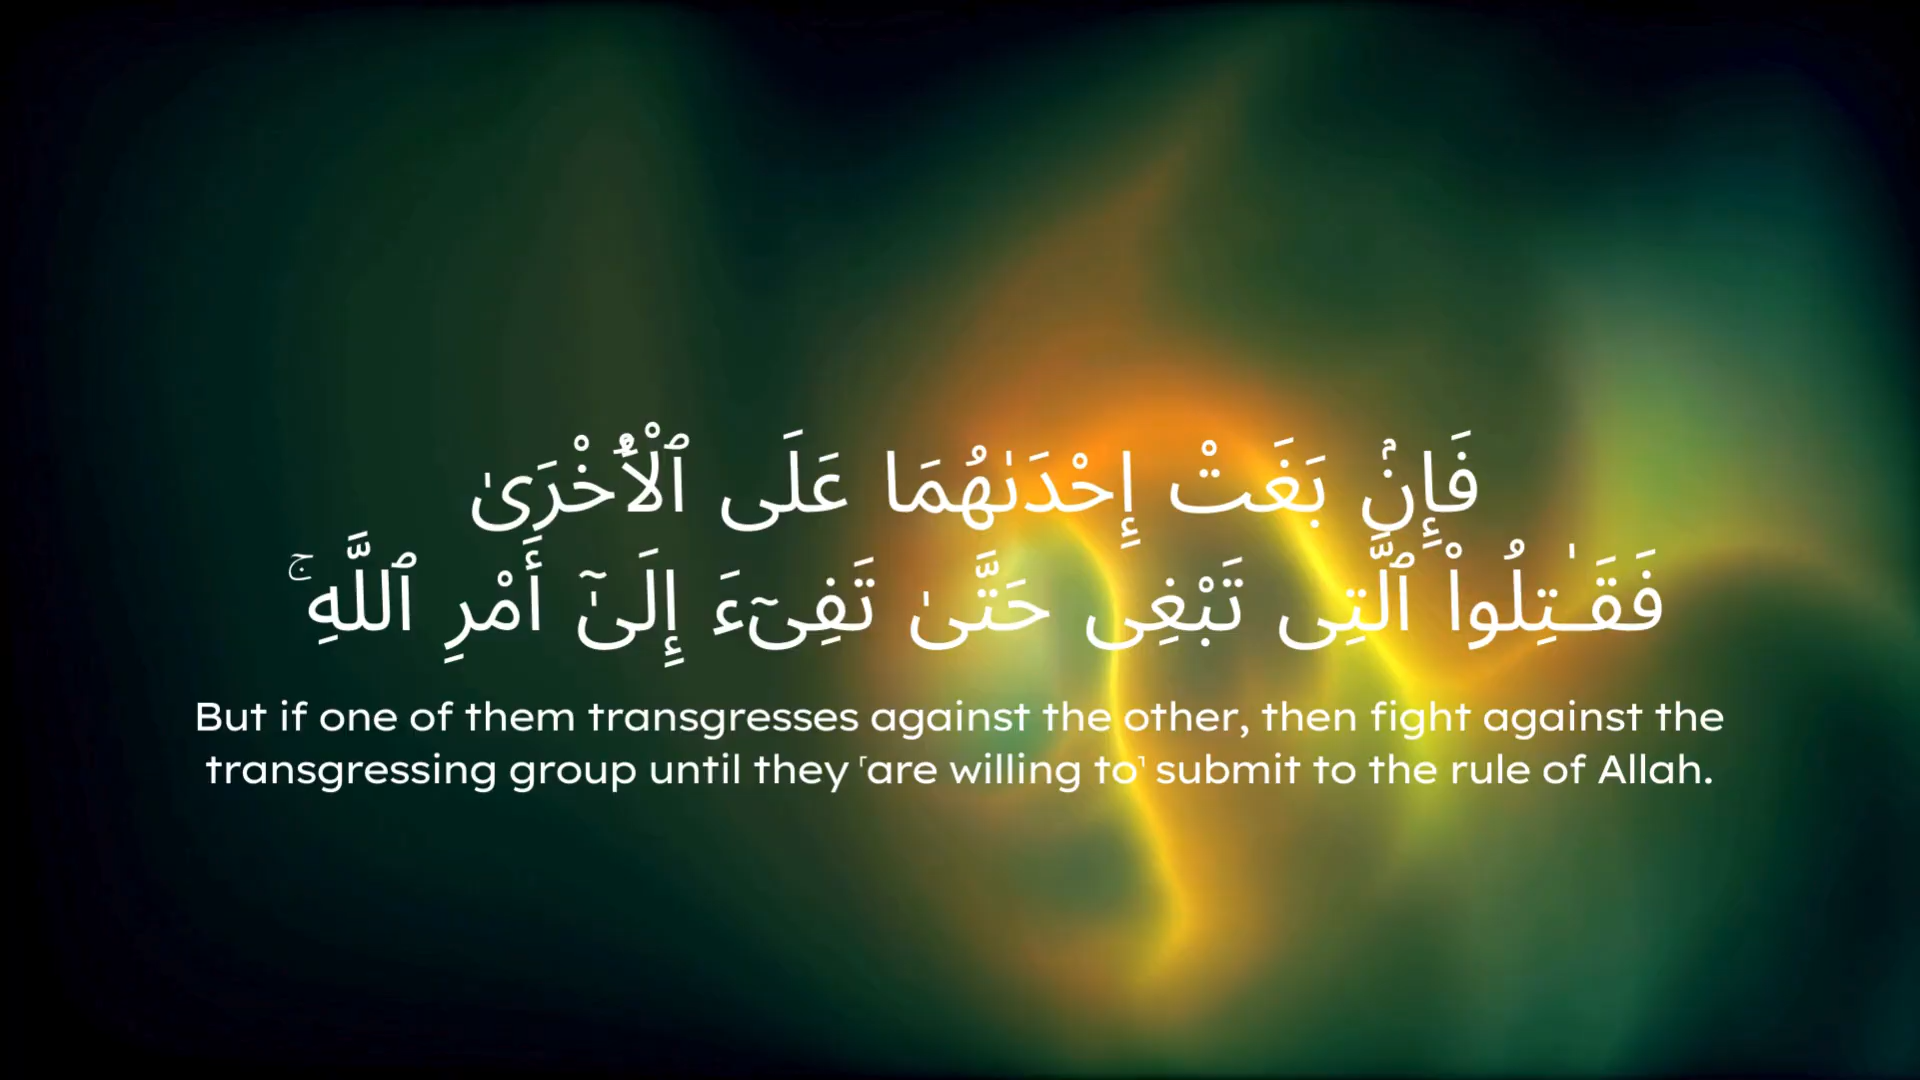 فَإِنۢ بَغَتْ إِحْدَىٰهُمَا عَلَى ٱلْأُخْرَىٰ
فَقَـٰتِلُوا۟ ٱلَّتِى تَبْغِى حَتَّىٰ تَفِىٓءَ إِلَىٰٓ أَمْرِ ٱللَّهِ ۚ
But if one of them transgresses against the other, then fight against the
transgressing group until they ˹are willing to˺ submit to the rule of Allah.